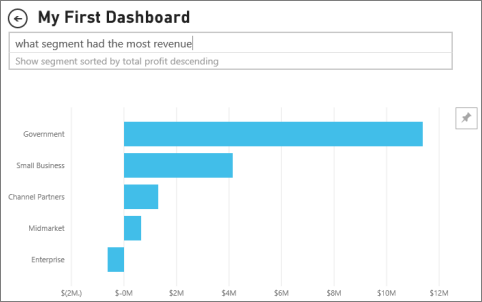 My First Dashboard
what segment had the most revenue
Show segment sorted by total profit descending
Government
Small Business
Channel Partners
Midmarket
Enterprise
$(2M.) $-0M $2M $4M $6M $8M $10M $12M